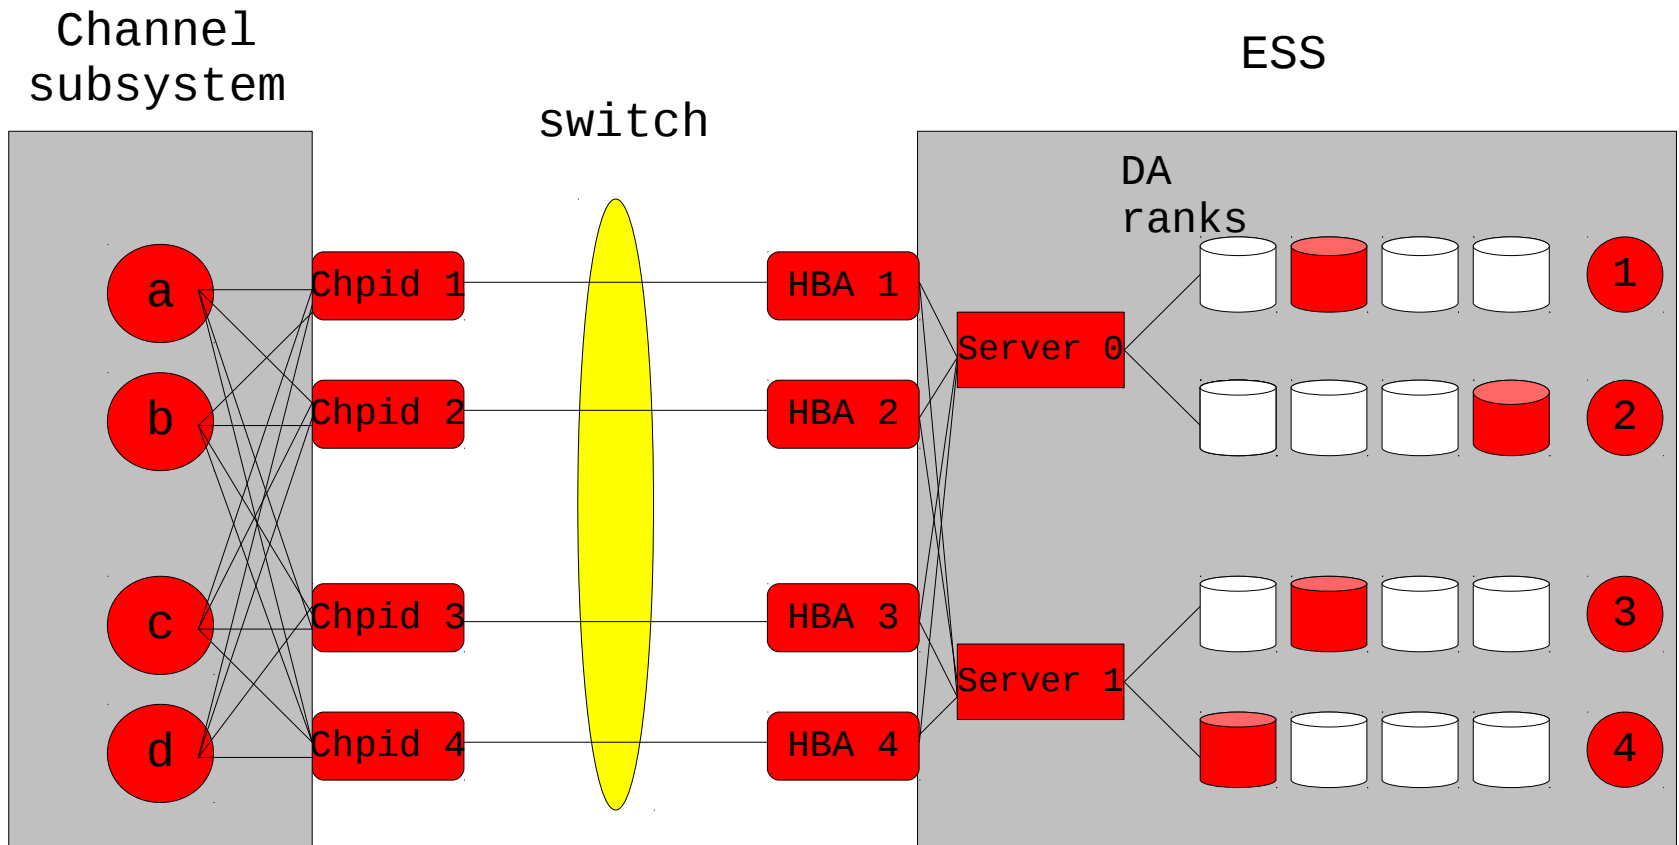 Channel
subsystem
switch
ESS
DA
ranks
a
b
c
d
Chpid 1
Chpid 2
Chpid 3
Chpid 4
HBA 1
HBA 2
HBA 3
HBA 4
Server 0
Server 1
1
2
3
4